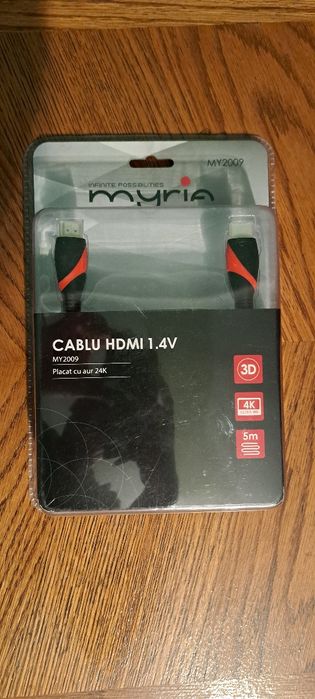 MY2009
INFINITE POSSIBILITIES
myria
CABLU HDMI 1.4V
MY2009
Placat cu aur 24K
3D
4K
5m